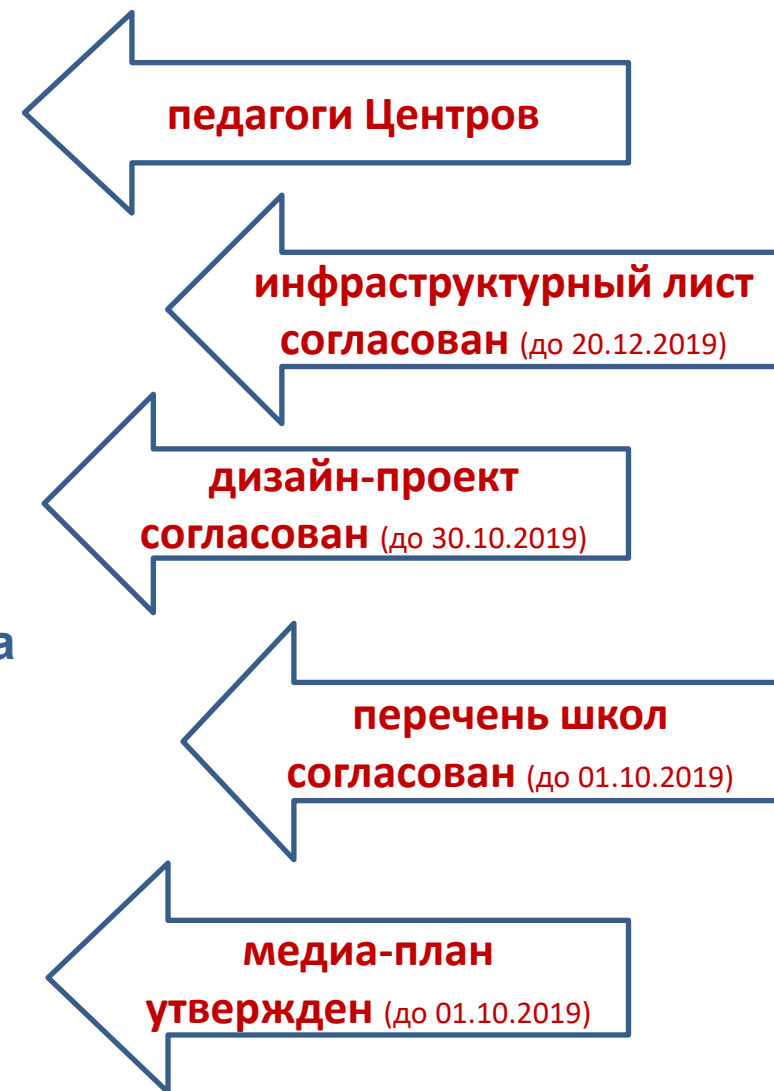 педагоги Центров
инфраструктурный лист
согласован (до 20.12.2019)
дизайн-проект
согласован (до 30.10.2019)
а
перечень школ
согласован (до 01.10.2019)
медиа-план
утвержден (до 01.10.2019)